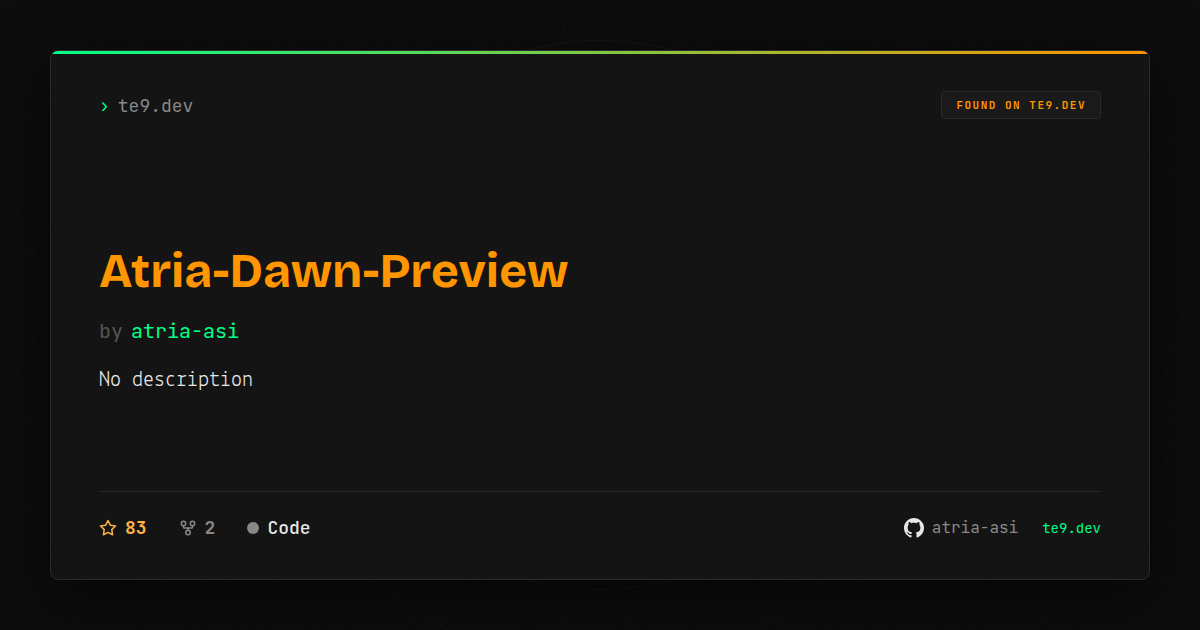 › te9.dev
FOUND ON TE9.DEV
Atria-Dawn-Preview
by atria-asi
No description
83 2 Code
atria-asi te9.dev